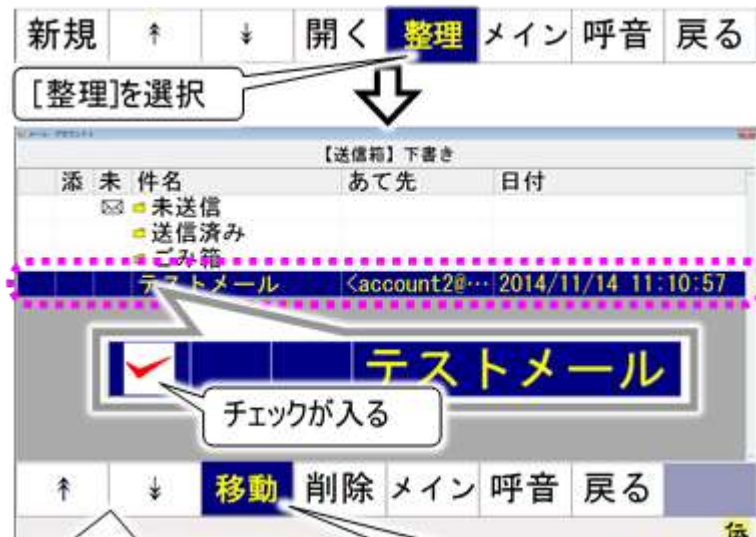 新規 ↟ ↡ 開く 整理 メイン 呼音 戻る
[整理]を選択
【送信箱】下書き
添 未 件名 あて先 日付
未送信
送信済み
ごみ箱
テストメール <account2@… 2014/11/14 11:10:57
テストメール
チェックが入る
↟ ↡ 移動 削除 メイン 呼音 戻る